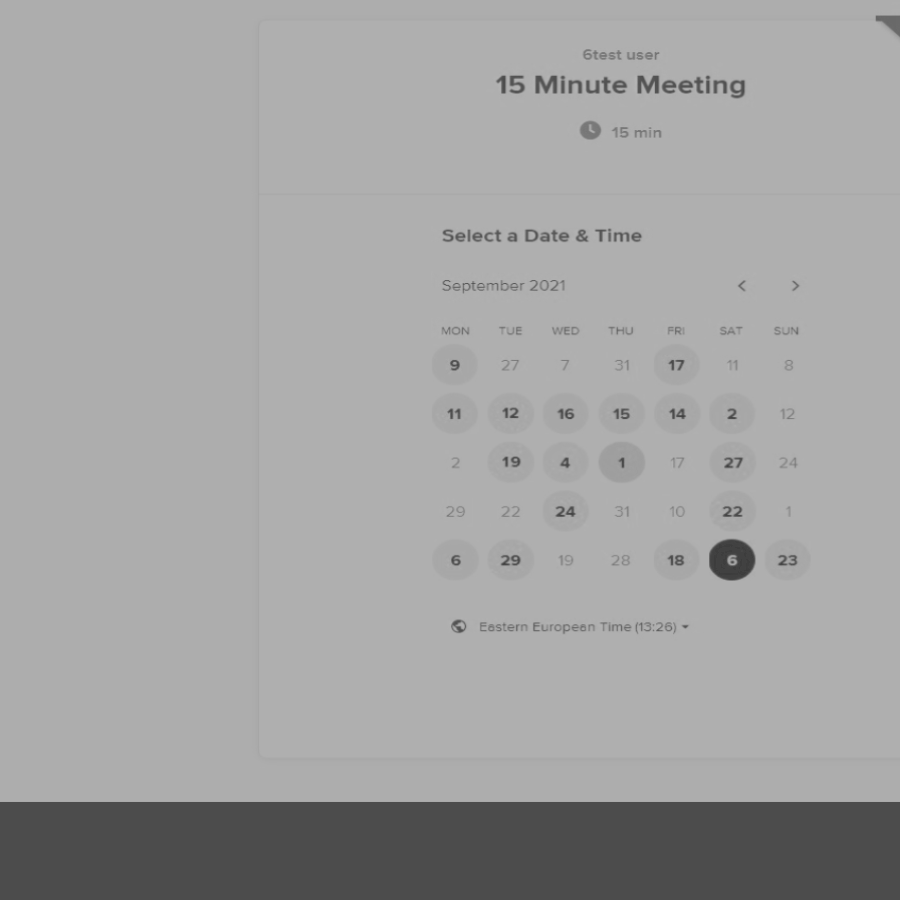 6test user
15 Minute Meeting
15 min
Select a Date & Time
September 2021
MON TUE WED THU FRI SAT SUN
9 27 7 31 17 11 8
11 12 16 15 14 2 12
2 19 4 1 17 27 24
29 22 24 31 10 22 1
6 29 19 28 18 6 23
Eastern European Time (13:26)